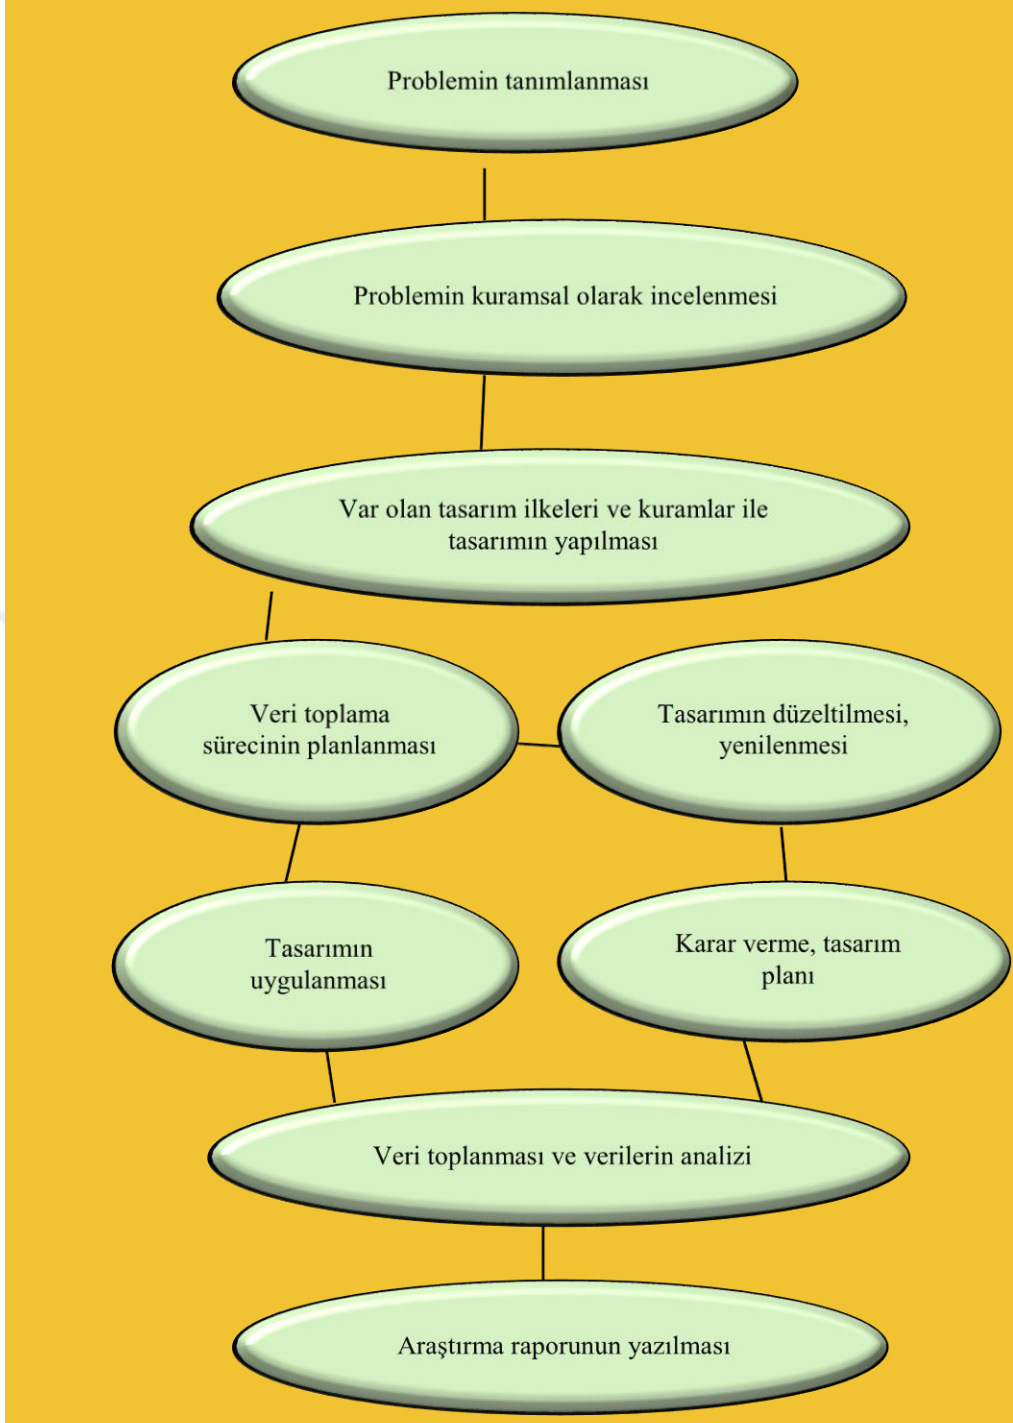 Problemin tanımlanması
Problemin kuramsal olarak incelenmesi
Var olan tasarım ilkeleri ve kuramlar ile
tasarımın yapılması
Veri toplama
sürecinin planlanması
Tasarımın düzeltilmesi,
yenilenmesi
Tasarımın
uygulanması
Karar verme, tasarım
planı
Veri toplanması ve verilerin analizi
Araştırma raporunun yazılması